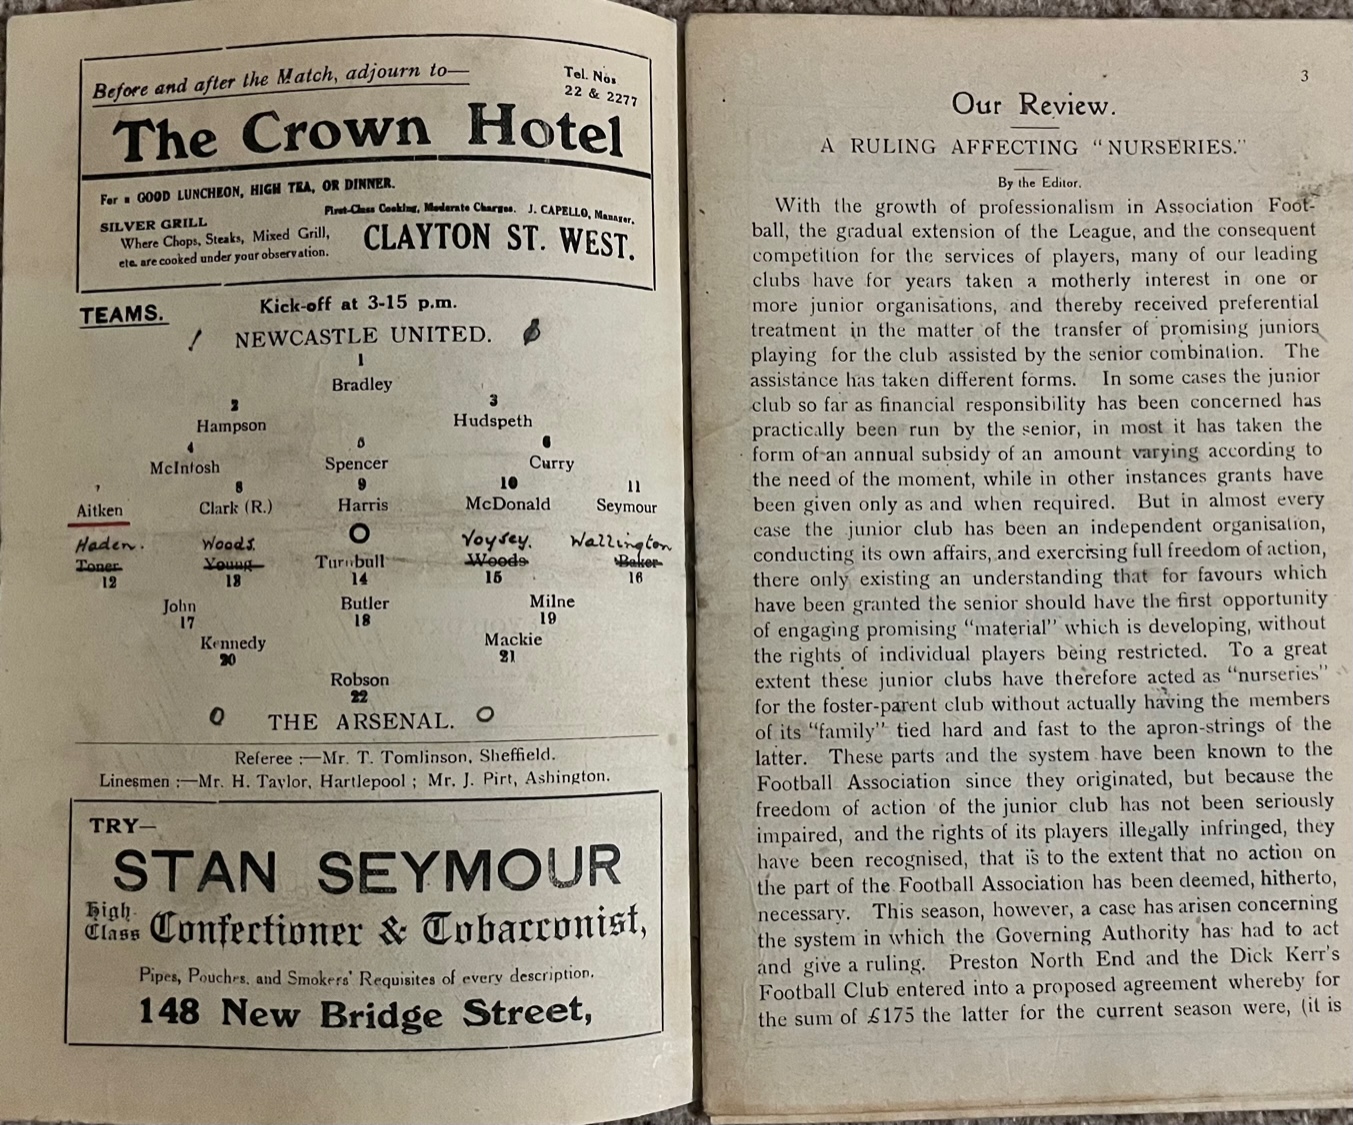 Before and after the Match, adjourn to—
Tel. Nos
22 & 2277
The Crown Hotel
For a GOOD LUNCHEON, HIGH TEA, OR DINNER.
First-Class Cooking, Moderate Charges. J. CAPELLO, Manager.
SILVER GRILL
Where Chops, Steaks, Mixed Grill,
etc. are cooked under your observation.
CLAYTON ST. WEST.
TEAMS.
Kick-off at 3-15 p.m.
NEWCASTLE UNITED.
1
Bradley
2 3
Hampson Hudspeth
4 5 6
McIntosh Spencer Curry
7 8 9 10 11
Aitken Clark (R.) Harris McDonald Seymour
Haden. Woods. O Voysey. Wallington
Toner Young Turnbull Woods Baker
12 13 14 15 16
John Butler Milne
17 18 19
Kennedy Mackie
20 21
Robson
22
0 THE ARSENAL. 0
Referee :—Mr. T. Tomlinson, Sheffield.
Linesmen :—Mr. H. Taylor, Hartlepool ; Mr. J. Pirt, Ashington.
TRY—
STAN SEYMOUR
High Class Confectioner & Tobacconist,
Pipes, Pouches, and Smokers' Requisites of every description.
148 New Bridge Street,
3
Our Review.
A RULING AFFECTING "NURSERIES."
By the Editor.
With the growth of professionalism in Association Foot-
ball, the gradual extension of the League, and the consequent
competition for the services of players, many of our leading
clubs have for years taken a motherly interest in one or
more junior organisations, and thereby received preferential
treatment in the matter of the transfer of promising juniors
playing for the club assisted by the senior combination. The
assistance has taken different forms. In some cases the junior
club so far as financial responsibility has been concerned has
practically been run by the senior, in most it has taken the
form of an annual subsidy of an amount varying according to
the need of the moment, while in other instances grants have
been given only as and when required. But in almost every
case the junior club has been an independent organisation,
conducting its own affairs, and exercising full freedom of action,
there only existing an understanding that for favours which
have been granted the senior should have the first opportunity
of engaging promising "material" which is developing, without
the rights of individual players being restricted. To a great
extent these junior clubs have therefore acted as "nurseries"
for the foster-parent club without actually having the members
of its "family" tied hard and fast to the apron-strings of the
latter. These parts and the system have been known to the
Football Association since they originated, but because the
freedom of action of the junior club has not been seriously
impaired, and the rights of its players illegally infringed, they
have been recognised, that is to the extent that no action on
the part of the Football Association has been deemed, hitherto,
necessary. This season, however, a case has arisen concerning
the system in which the Governing Authority has had to act
and give a ruling. Preston North End and the Dick Kerr's
Football Club entered into a proposed agreement whereby for
the sum of £175 the latter for the current season were, (it is